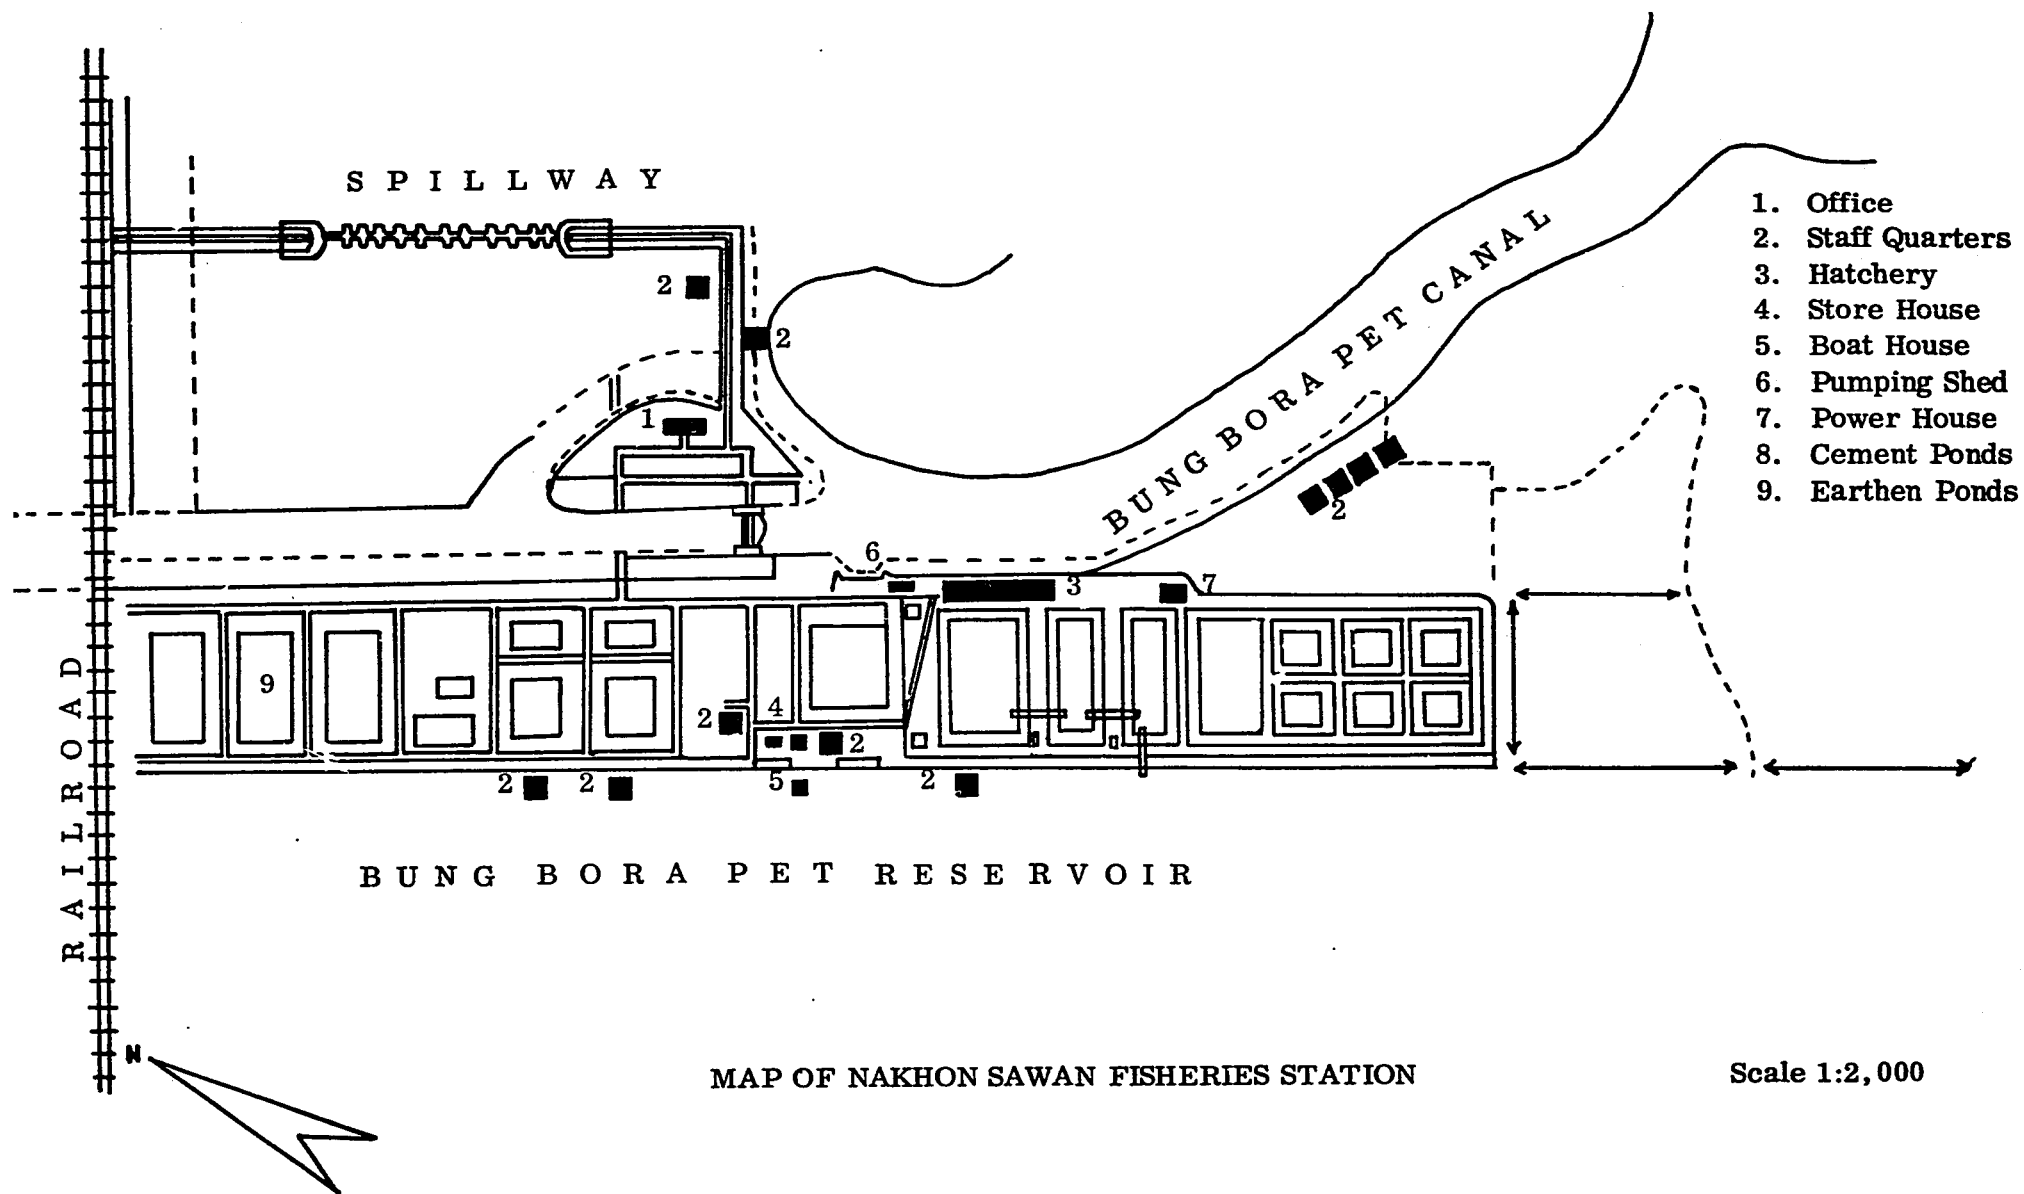 SPILLWAY
1. Office
2. Staff Quarters
3. Hatchery
4. Store House
5. Boat House
6. Pumping Shed
7. Power House
8. Cement Ponds
9. Earthen Ponds
BUNG BORA PET CANAL
2
2
1
2
6
3
7
9
2
4
2
2
2
5
2
RAILROAD
BUNG BORA PET RESERVOIR
N
MAP OF NAKHON SAWAN FISHERIES STATION
Scale 1:2,000